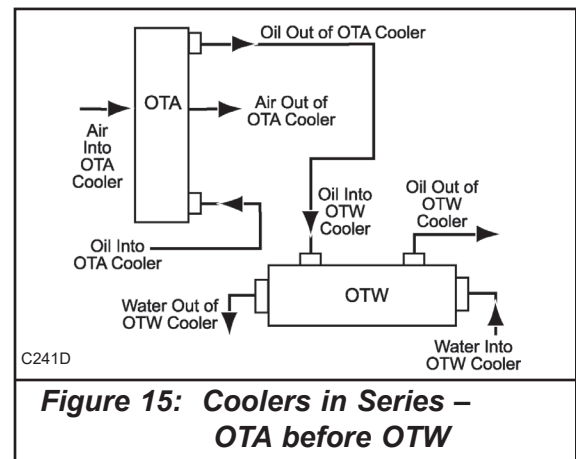 Oil Out of OTA Cooler
OTA
Air Out of
OTA Cooler
Air
Into
OTA
Cooler
Oil Into
OTA Cooler
Oil Into
OTW
Cooler
Oil Out of
OTW
Cooler
Water Out of
OTW Cooler
OTW
Water Into
OTW Cooler
C241D
Figure 15: Coolers in Series –
OTA before OTW